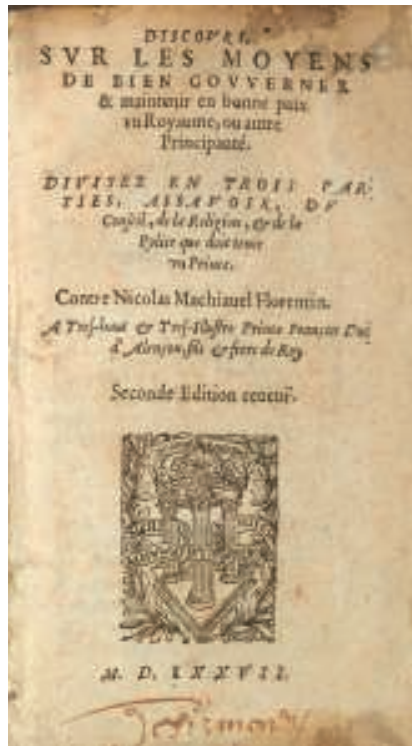 DISCOVRS,
SVR LES MOYENS
DE BIEN GOVVERNER
& maintenir en bonne paix
vn Royaume, ou autre
Principauté.
DIVISEZ EN TROIS PAR-
TIES, ASSAVOIR, DV
Conseil, de la Religion, & de la
Police que doit tenir
vn Prince.
Contre Nicolas Machiauel Florentin.
A Tres-haut & Tres-Illustre Prince François Duc
d'Alençon, fils & frere de Roy
Seconde Edition reueuë.
M. D. LXXVII.